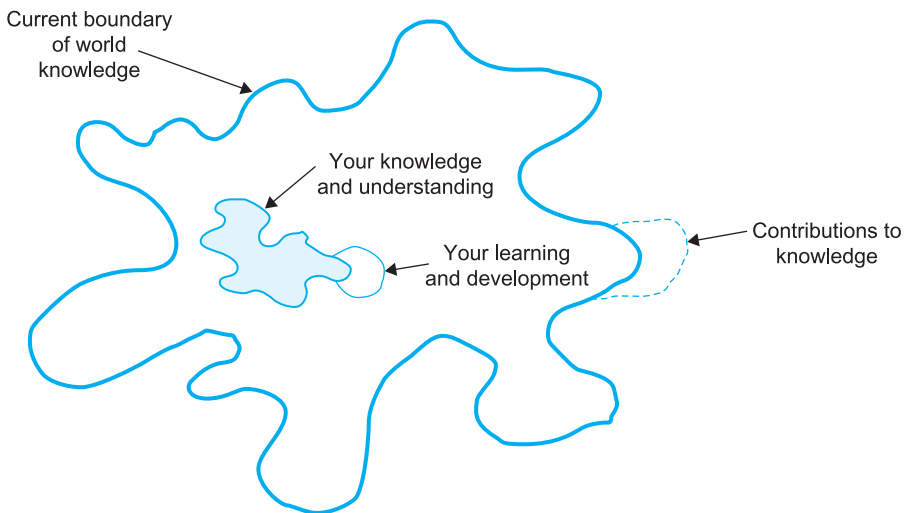 Current boundary
of world
knowledge
Your knowledge
and understanding
Your learning
and development
Contributions to
knowledge